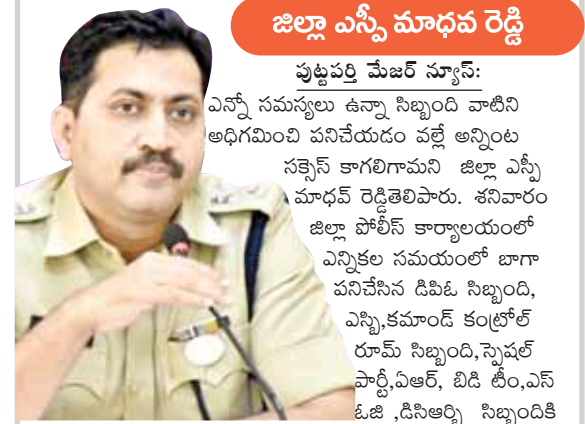 జిల్లా ఎస్పీ మాధవ రెడ్డి
పుట్టపర్తి మేజర్ న్యూస్:
ఎన్నో సమస్యలు ఉన్నా సిబ్బంది వాటిని
అధిగమించి పనిచేయడం వల్లే అన్నింట
సక్సెస్ కాగలిగామని జిల్లా ఎస్పీ
మాధవ్ రెడ్డితెలిపారు. శనివారం
జిల్లా పోలీస్ కార్యాలయంలో
ఎన్నికల సమయంలో బాగా
పనిచేసిన డిపిఓ సిబ్బంది,
ఎస్బి,కమాండ్ కంట్రోల్
రూమ్ సిబ్బంది,స్పెషల్
పార్టీ,ఏఆర్, బిడి టీం,ఎస్
ఓజి ,డిసిఆర్బి సిబ్బందికి